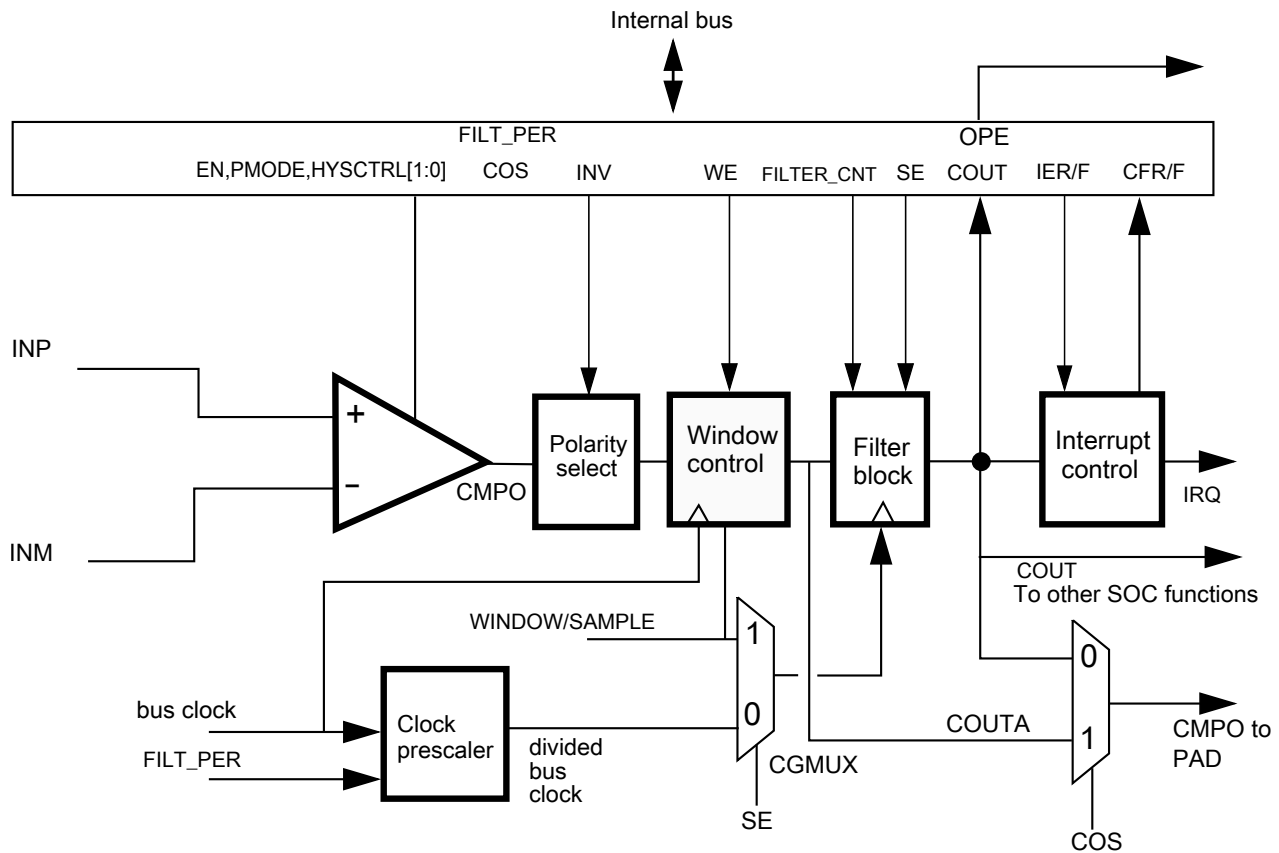 Internal bus
FILT_PER
OPE
EN,PMODE,HYSCTRL[1:0]
COS
INV
WE
FILTER_CNT
SE
COUT
IER/F
CFR/F
INP
+
−
INM
CMPO
Polarity
select
Window
control
Filter
block
Interrupt
control
IRQ
COUT
To other SOC functions
WINDOW/SAMPLE
1
0
CGMUX
SE
bus clock
FILT_PER
Clock
prescaler
divided
bus
clock
COUTA
0
1
CMPO to
PAD
COS